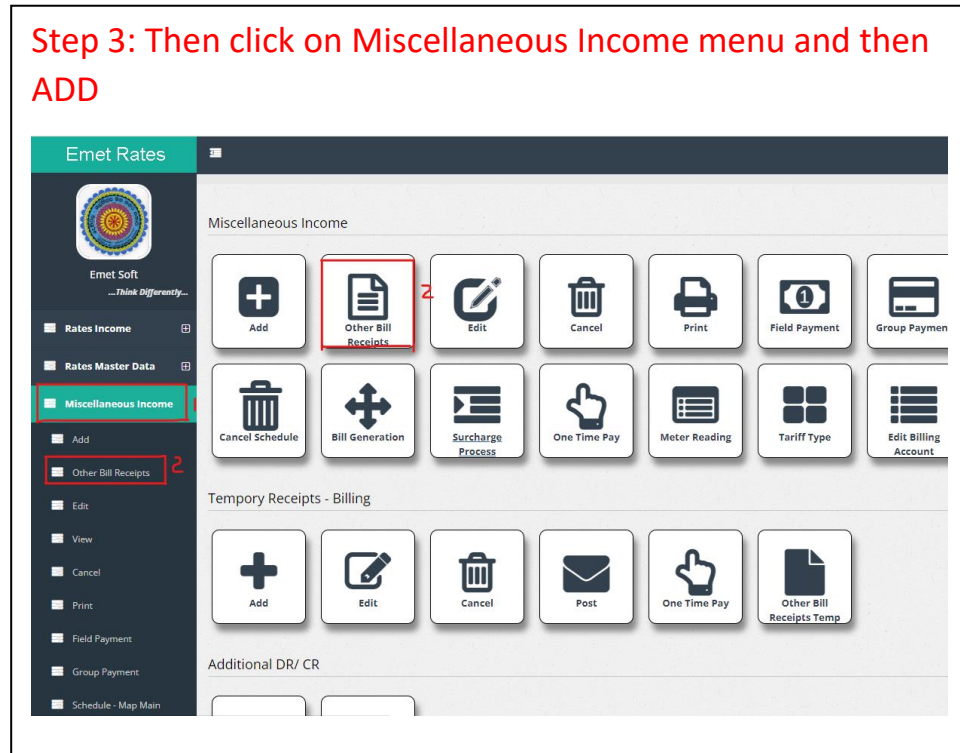 Step 3: Then click on Miscellaneous Income menu and then
ADD
Emet Rates
Emet Soft
...Think Differently...
Rates Income
Rates Master Data
Miscellaneous Income
1
Add
Other Bill Receipts
2
Edit
View
Cancel
Print
Field Payment
Group Payment
Schedule - Map Main
Miscellaneous Income
Add
Other Bill
Receipts
2
Edit
Cancel
Print
1
Field Payment
Group Paymen
Cancel Schedule
Bill Generation
Surcharge
Process
One Time Pay
Meter Reading
Tariff Type
Edit Billing
Account
Tempory Receipts - Billing
Add
Edit
Cancel
Post
One Time Pay
Other Bill
Receipts Temp
Additional DR/ CR